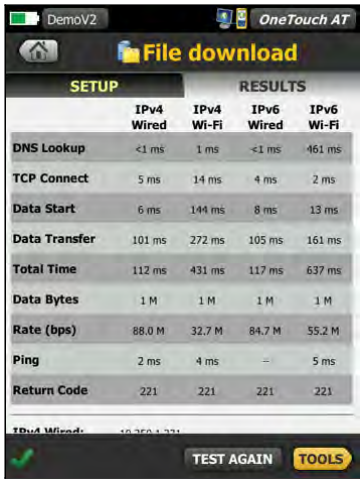 DemoV2 OneTouch AT
File download
SETUP RESULTS
IPv4 IPv4 IPv6 IPv6
Wired Wi-Fi Wired Wi-Fi
DNS Lookup <1 ms 1 ms <1 ms 461 ms
TCP Connect 5 ms 14 ms 4 ms 2 ms
Data Start 6 ms 144 ms 8 ms 13 ms
Data Transfer 101 ms 272 ms 105 ms 161 ms
Total Time 112 ms 431 ms 117 ms 637 ms
Data Bytes 1 M 1 M 1 M 1 M
Rate (bps) 88.0 M 32.7 M 84.7 M 55.2 M
Ping 2 ms 4 ms -- 5 ms
Return Code 221 221 221 221
IPv4 Wired:
TEST AGAIN TOOLS